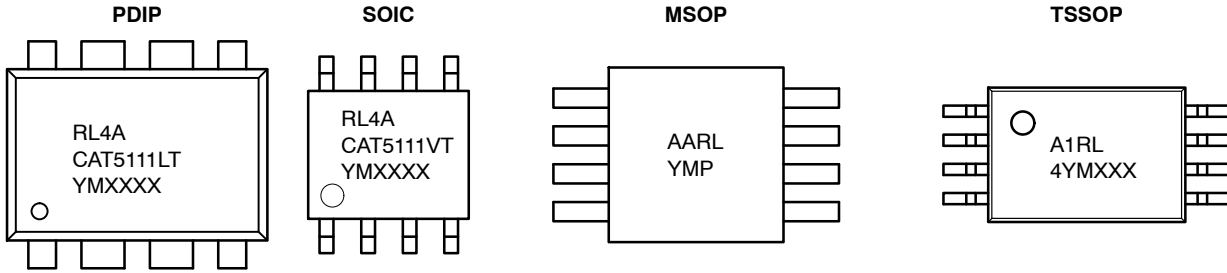 PDIP
SOIC
MSOP
TSSOP
RL4A
CAT5111LT
YMXXXX
RL4A
CAT5111VT
YMXXXX
AARL
YMP
A1RL
4YMXXX